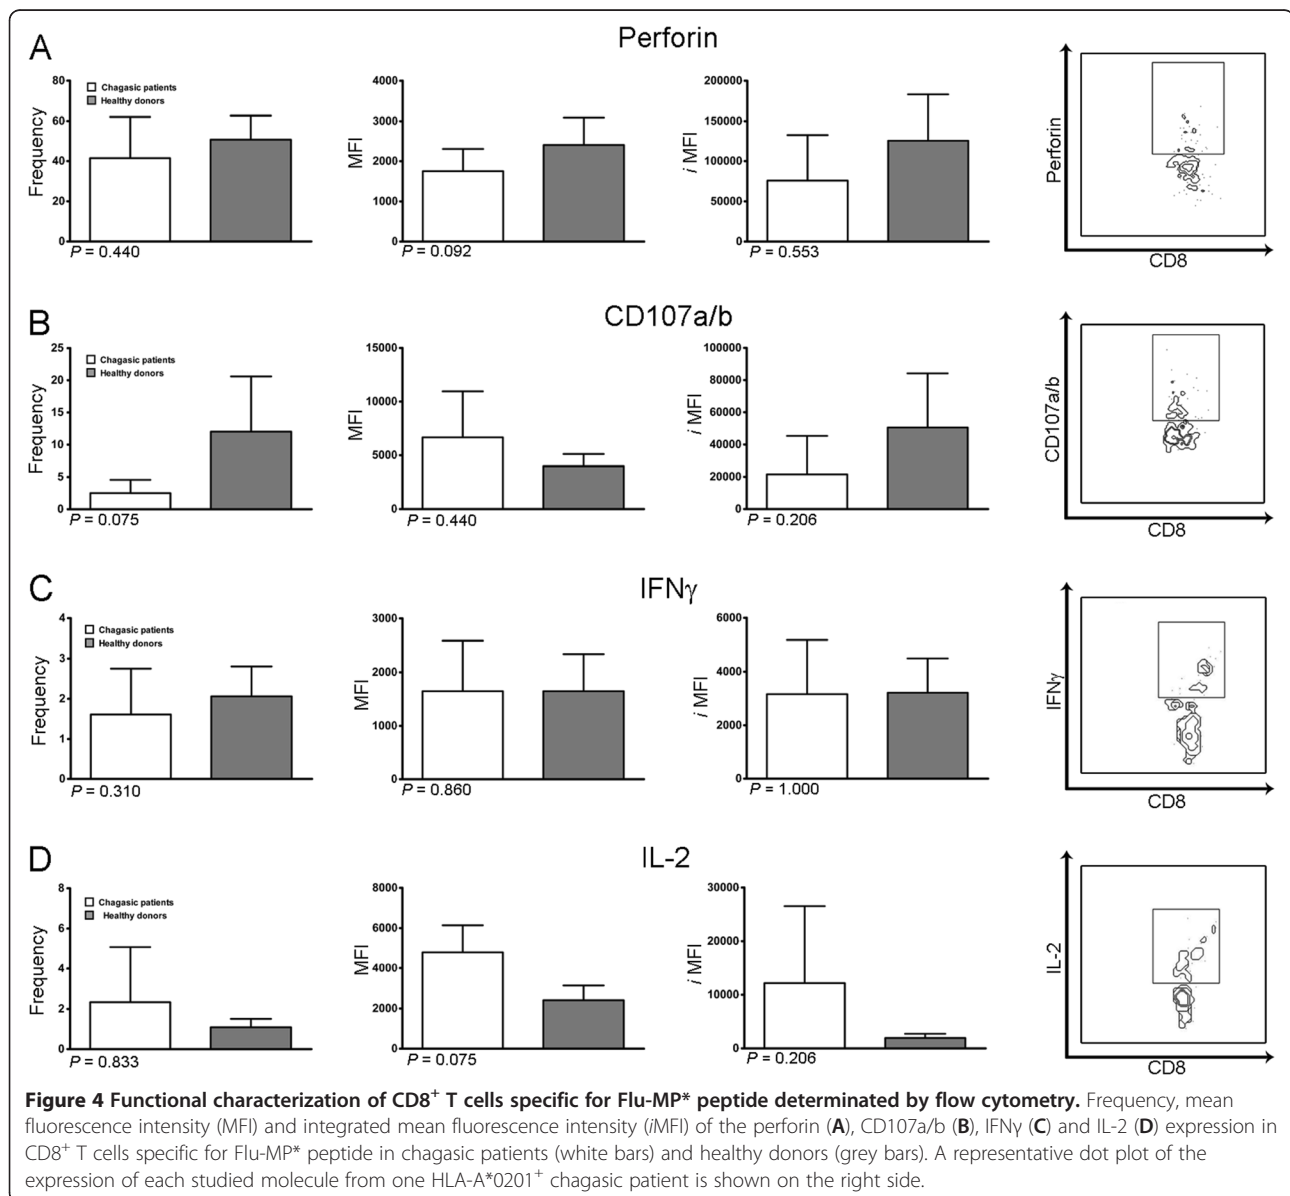 A
Perforin
Frequency
80
60
40
20
0
Chagasic patients
Healthy donors
P = 0.440
MFI
4000
3000
2000
1000
0
P = 0.092
i MFI
200000
150000
100000
50000
0
P = 0.553
Perforin
CD8
B
CD107a/b
Frequency
25
20
15
10
5
0
Chagasic patients
Healthy donors
P = 0.075
MFI
15000
10000
5000
0
P = 0.440
i MFI
100000
80000
60000
40000
20000
0
P = 0.206
CD107a/b
CD8
C
IFNγ
Frequency
4
3
2
1
0
Chagasic patients
Healthy donors
P = 0.310
MFI
3000
2000
1000
0
P = 0.860
i MFI
6000
4000
2000
0
P = 1.000
IFNγ
CD8
D
IL-2
Frequency
8
6
4
2
0
Chagasic patients
Healthy donors
P = 0.833
MFI
8000
6000
4000
2000
0
P = 0.075
i MFI
30000
20000
10000
0
P = 0.206
IL-2
CD8
Figure 4 Functional characterization of CD8⁺ T cells specific for Flu-MP* peptide determinated by flow cytometry. Frequency, mean
fluorescence intensity (MFI) and integrated mean fluorescence intensity (iMFI) of the perforin (A), CD107a/b (B), IFNγ (C) and IL-2 (D) expression in
CD8⁺ T cells specific for Flu-MP* peptide in chagasic patients (white bars) and healthy donors (grey bars). A representative dot plot of the
expression of each studied molecule from one HLA-A*0201⁺ chagasic patient is shown on the right side.